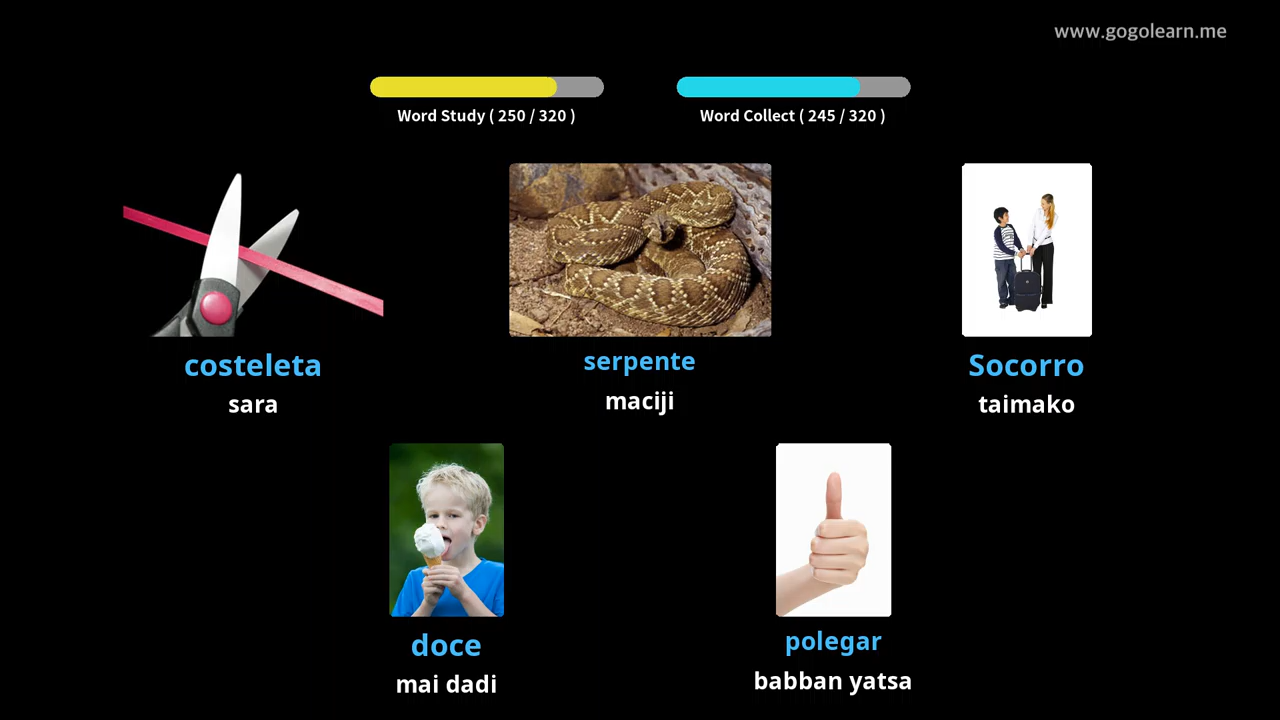 www.gogolearn.me
Word Study ( 250 / 320 )
Word Collect ( 245 / 320 )
costeleta
sara
serpente
maciji
Socorro
taimako
doce
mai dadi
polegar
babban yatsa